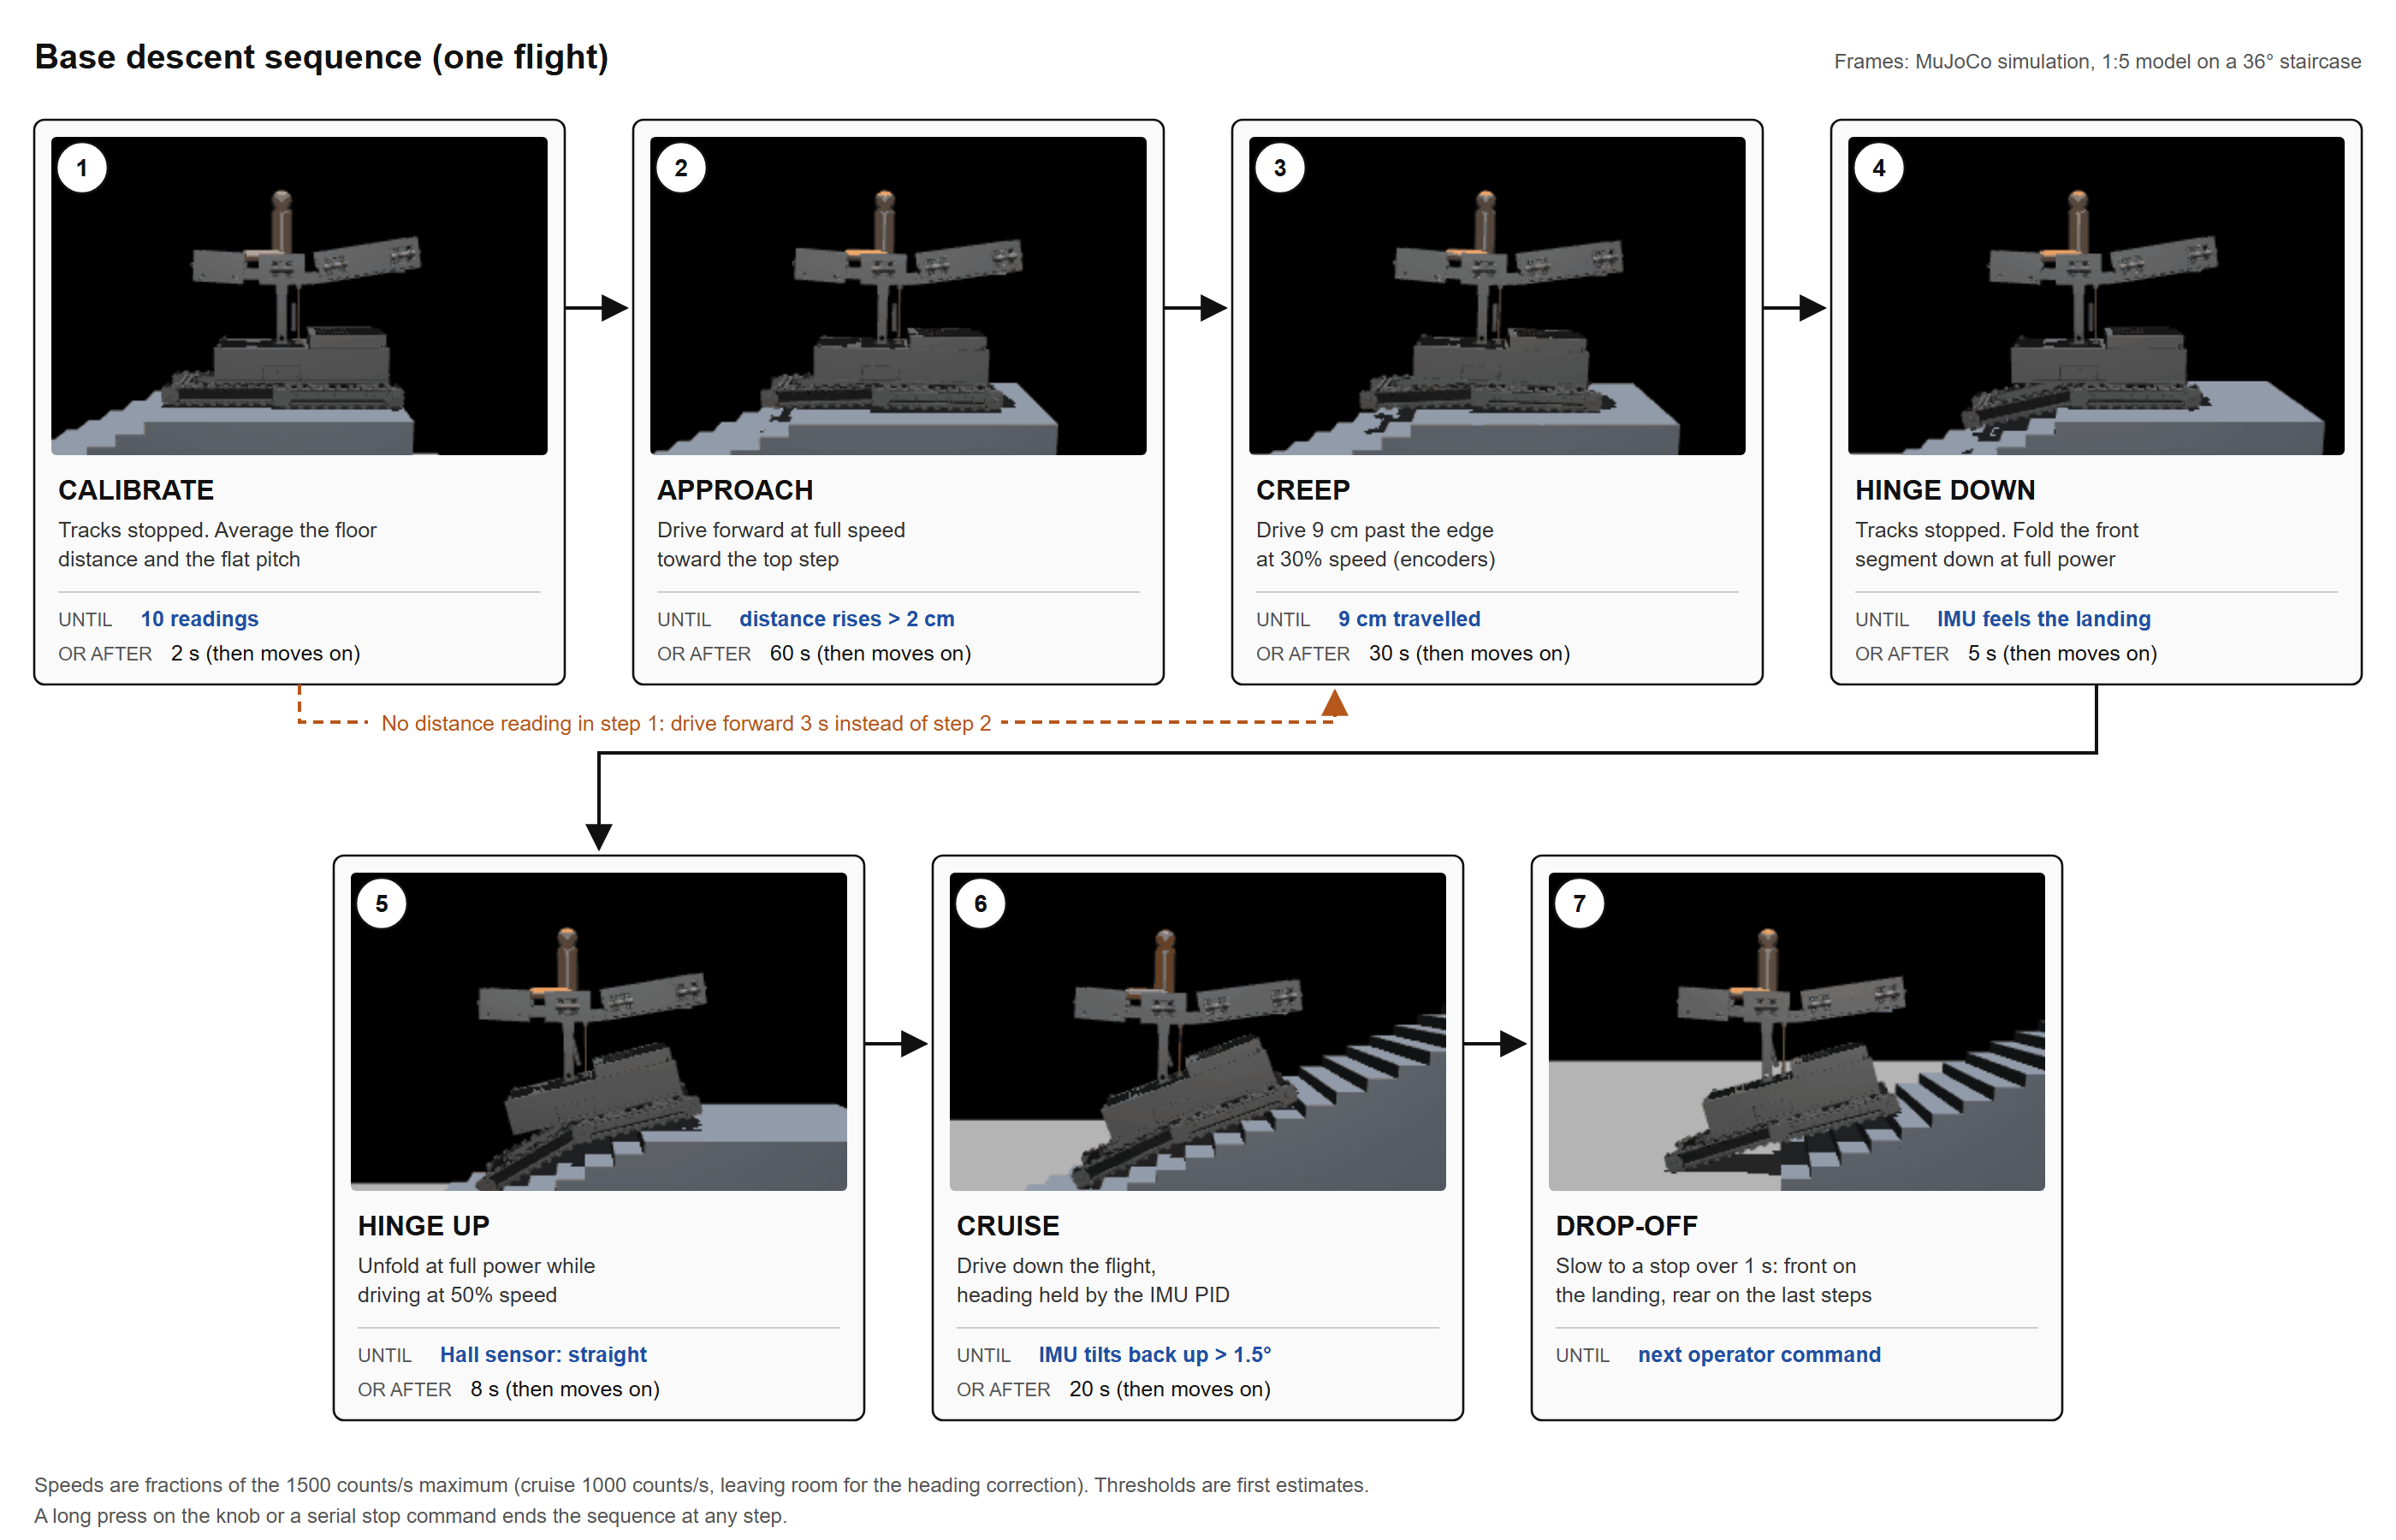 Base descent sequence (one flight)
Frames: MuJoCo simulation, 1:5 model on a 36° staircase
1
2
3
4
CALIBRATE
Tracks stopped. Average the floor
distance and the flat pitch
UNTIL 10 readings
OR AFTER 2 s (then moves on)
APPROACH
Drive forward at full speed
toward the top step
UNTIL distance rises > 2 cm
OR AFTER 60 s (then moves on)
CREEP
Drive 9 cm past the edge
at 30% speed (encoders)
UNTIL 9 cm travelled
OR AFTER 30 s (then moves on)
HINGE DOWN
Tracks stopped. Fold the front
segment down at full power
UNTIL IMU feels the landing
OR AFTER 5 s (then moves on)
No distance reading in step 1: drive forward 3 s instead of step 2
5
6
7
HINGE UP
Unfold at full power while
driving at 50% speed
UNTIL Hall sensor: straight
OR AFTER 8 s (then moves on)
CRUISE
Drive down the flight,
heading held by the IMU PID
UNTIL IMU tilts back up > 1.5°
OR AFTER 20 s (then moves on)
DROP-OFF
Slow to a stop over 1 s: front on
the landing, rear on the last steps
UNTIL next operator command
Speeds are fractions of the 1500 counts/s maximum (cruise 1000 counts/s, leaving room for the heading correction). Thresholds are first estimates.
A long press on the knob or a serial stop command ends the sequence at any step.